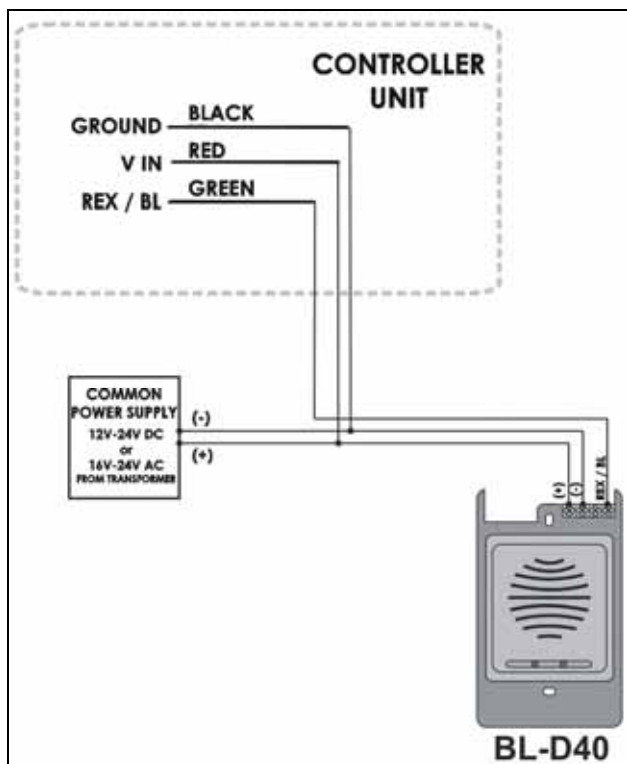 CONTROLLER
UNIT
GROUND
BLACK
V IN
RED
REX / BL
GREEN
COMMON
POWER SUPPLY
12V-24V DC
or
16V-24V AC
FROM TRANSFORMER
(-)
(+)
(+)
(-)
REX / BL
BL-D40